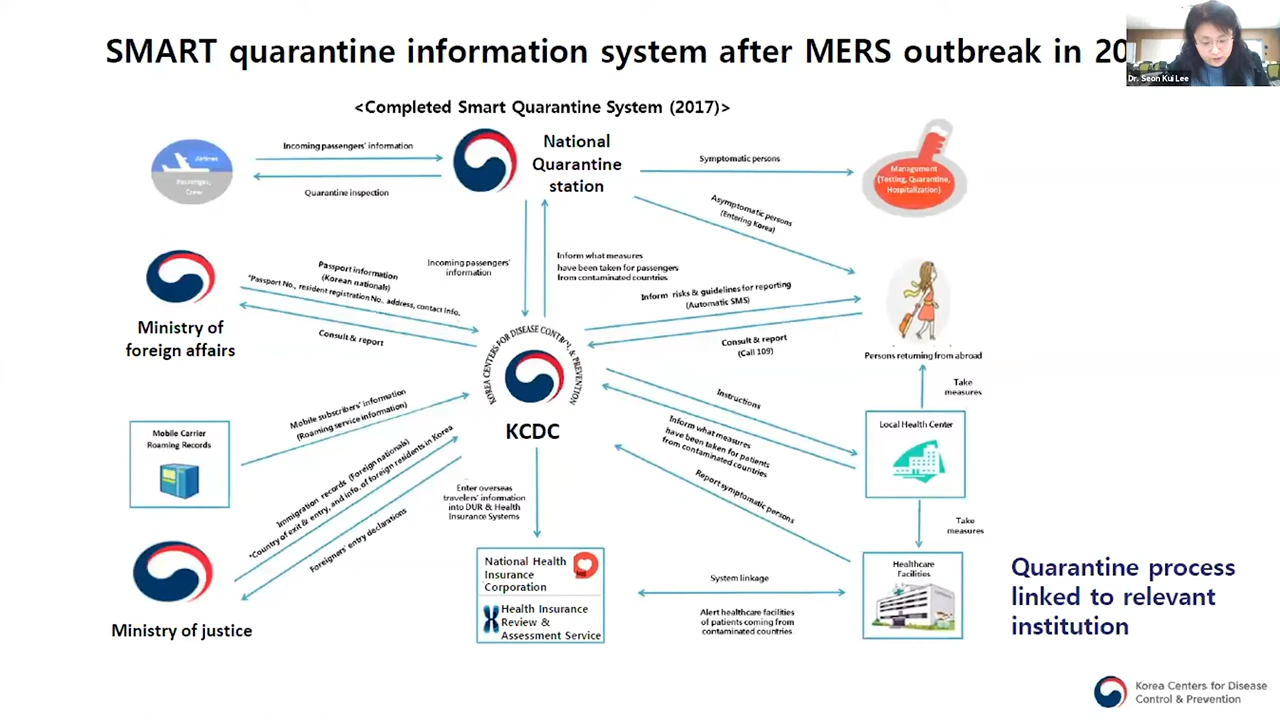 SMART quarantine information system after MERS outbreak in 20
Dr. Seon Kui Lee
<Completed Smart Quarantine System (2017)>
Airlines
Passenger,
Crew
Incoming passengers' information
Quarantine inspection
National
Quarantine
station
Symptomatic persons
Management
(Testing, Quarantine,
Hospitalization)
Asymptomatic persons
(Entering Korea)
Incoming passengers'
information
Inform what measures
have been taken for passengers
from contaminated countries
Ministry of
foreign affairs
Passport information
(Korean nationals)
*Passport No., resident registration No., address, contact info.
Consult & report
Inform risks & guidelines for reporting
(Automatic SMS)
Consult & report
(Call 109)
Persons returning from abroad
KOREA CENTERS FOR DISEASE CONTROL & PREVENTION
KCDC
Take
measures
Mobile Carrier
Roaming Records
Mobile subscribers' information
(Roaming service information)
Instructions
Inform what measures
have been taken for patients
from contaminated countries
Report symptomatic persons
Local Health Center
Take
measures
Immigration records (Foreign nationals)
*Country of exit & entry, and info. of foreign residents in Korea
Foreigners' entry declarations
Ministry of justice
Enter overseas
travelers' information
into DUR & Health
Insurance Systems
National Health
Insurance
Corporation
Health Insurance
Review &
Assessment Service
System linkage
Alert healthcare facilities
of patients coming from
contaminated countries
Healthcare
Facilities
Quarantine process
linked to relevant
institution
Korea Centers for Disease
Control & Prevention